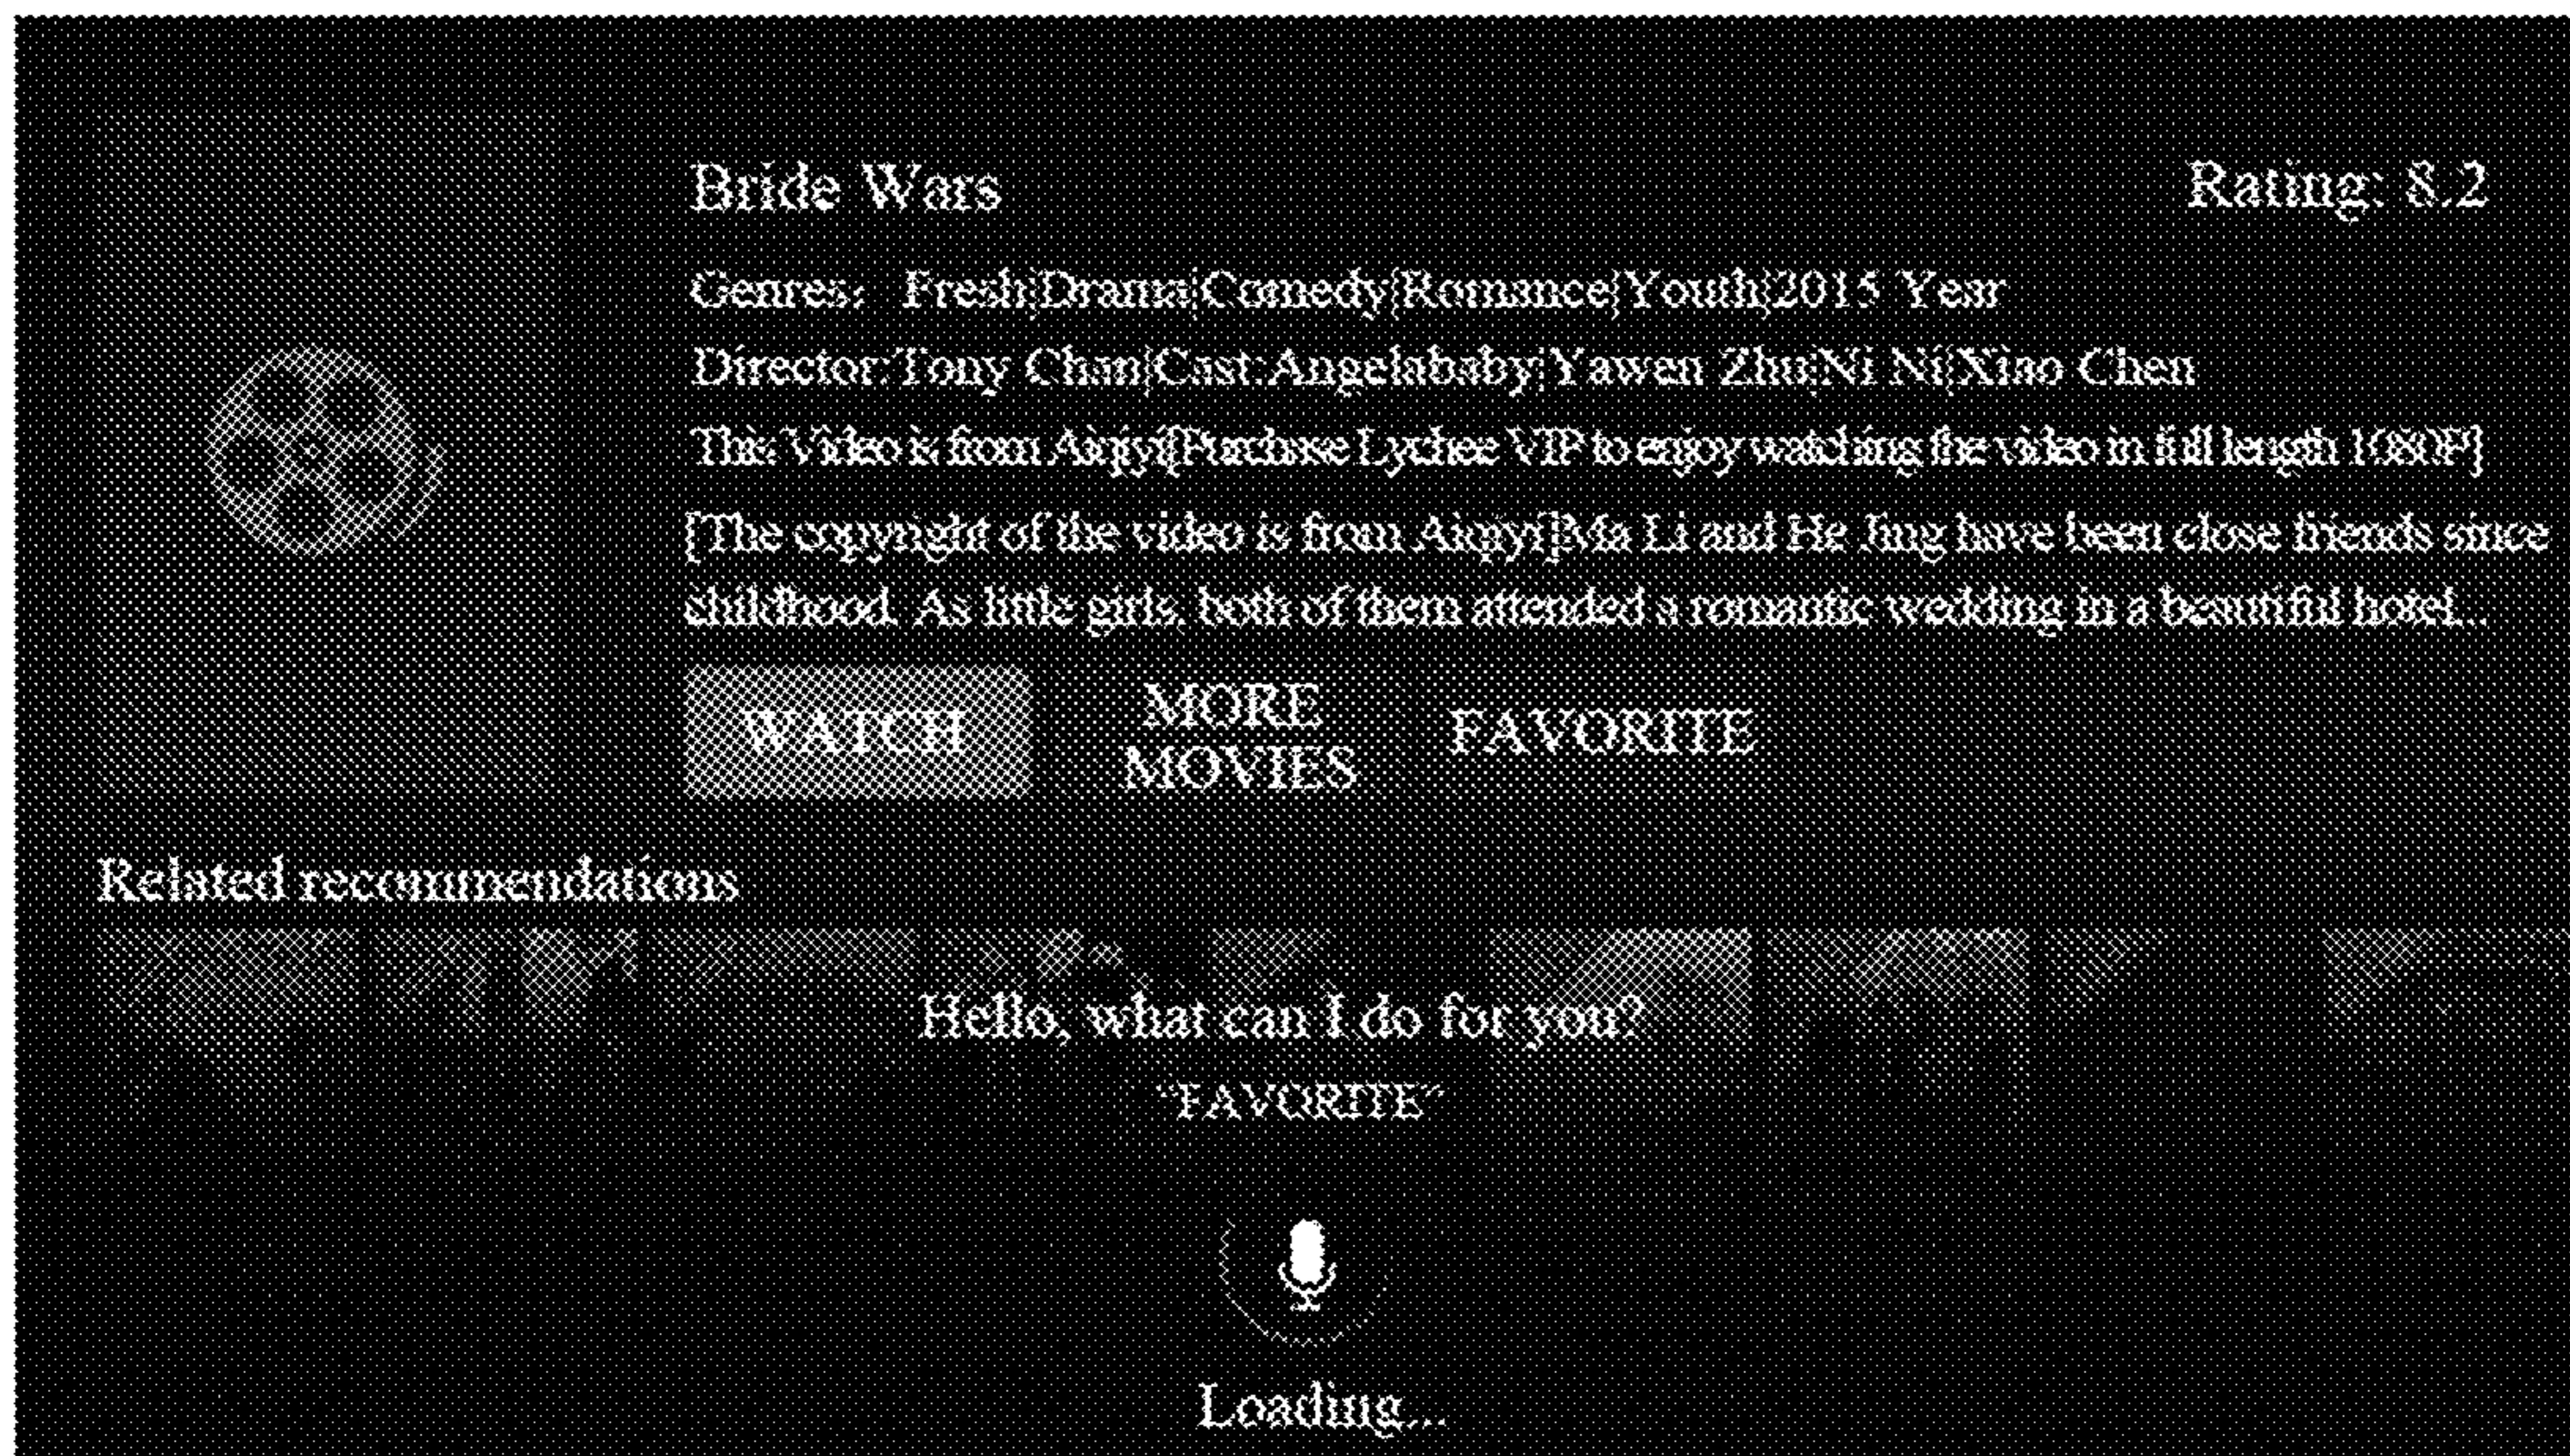 Bride Wars
Rating: 8.2
Genres: Fresh|Drama|Comedy|Romance|Youth|2015 Year
Director:Tony Chan|Cast:Angelababy|Yawen Zhu|Ni Ni|Xiao Chen
This Video is from Aiqiyi[Purchase Lychee VIP to enjoy watching the video in full length 1080P]
[The copyright of the video is from Aiqiyi]Ma Li and He Jing have been close friends since
childhood. As little girls, both of them attended a romantic wedding in a beautiful hotel...
WATCH
MORE
MOVIES
FAVORITE
Related recommendations
Hello, what can I do for you?
"FAVORITE"
Loading...